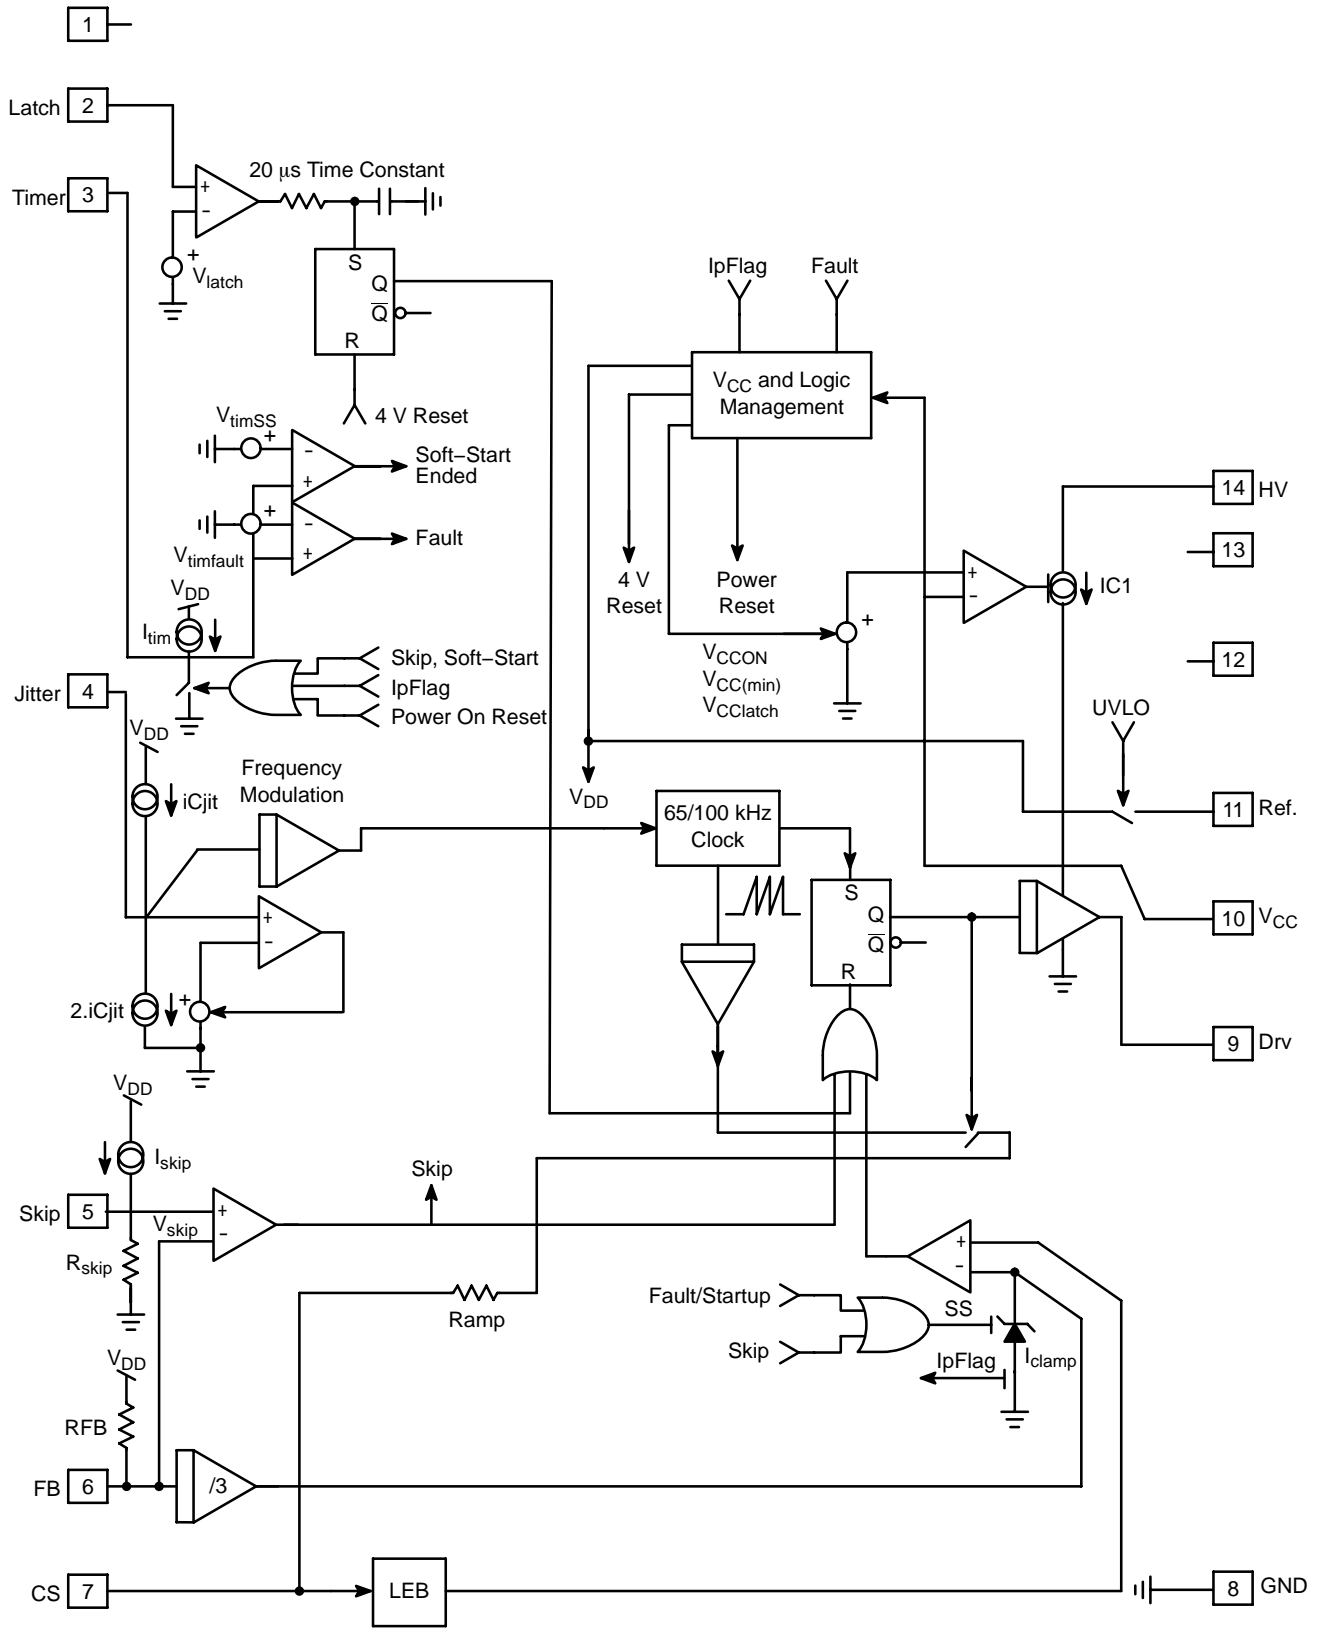 1
Latch 2
20 μs Time Constant
Timer 3
+
−
+
Vlatch
S
Q
Q
R
4 V Reset
IpFlag Fault
VCC and Logic
Management
VtimSS
+
−
+
Soft−Start
Ended
+
−
+
Fault
Vtimfault
14 HV
13
4 V
Reset
Power
Reset
+
+
−
IC1
VDD
Itim
VCCON
VCC(min)
VCClatch
12
Skip, Soft−Start
IpFlag
Power On Reset
Jitter 4
VDD
UVLO
iCjit
Frequency
Modulation
VDD
65/100 kHz
Clock
11 Ref.
S
Q
Q
R
10 VCC
+
−
2.iCjit
+
9 Drv
VDD
Iskip
Skip
Skip 5
Vskip
+
−
Rskip
Ramp
+
−
Fault/Startup
SS
Skip
IpFlag
Iclamp
VDD
RFB
FB 6
/3
CS 7
LEB
8 GND